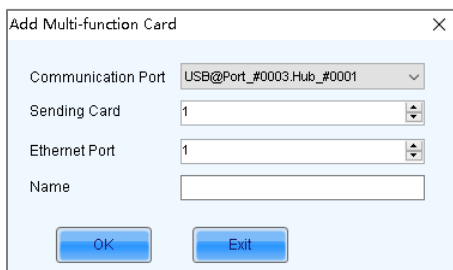 Add Multi-function Card
Communication Port USB@Port_#0003.Hub_#0001
Sending Card 1
Ethernet Port 1
Name
OK Exit